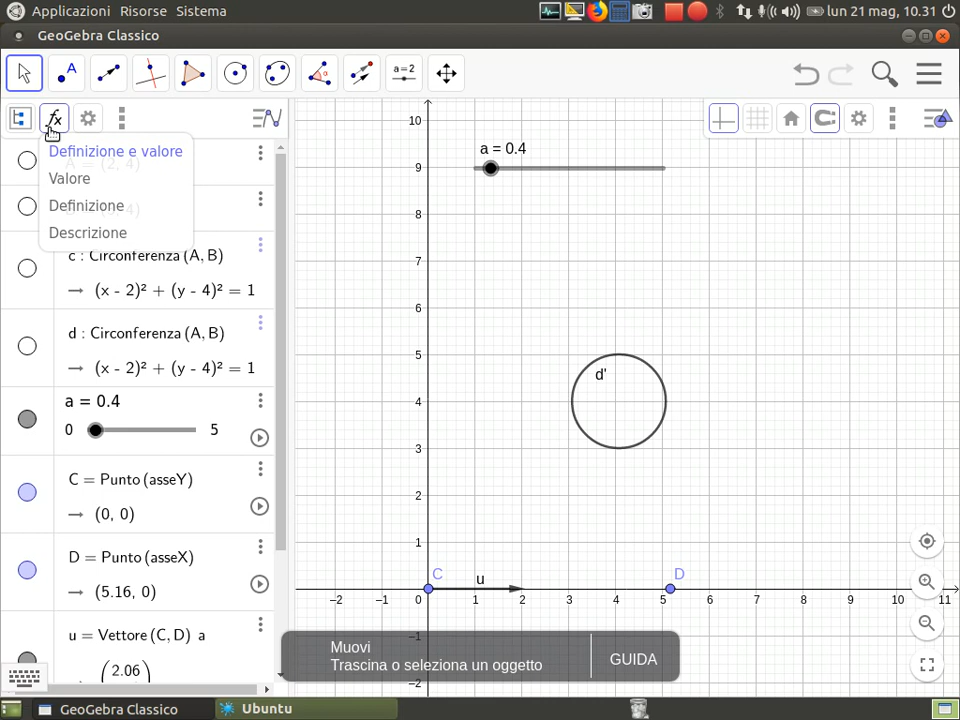 Applicazioni Risorse Sistema
lun 21 mag, 10.31
GeoGebra Classico
A
a=2
fx
Definizione e valore
Valore
Definizione
Descrizione
c : Circonferenza (A, B)
→ (x - 2)² + (y - 4)² = 1
d : Circonferenza (A, B)
→ (x - 2)² + (y - 4)² = 1
a = 0.4
0 5
C = Punto (asseY)
→ (0, 0)
D = Punto (asseX)
→ (5.16, 0)
u = Vettore (C, D) a
2.06
a = 0.4
d'
C
u
D
10
9
8
7
6
5
4
3
2
1
−1
−2
−2 −1 0 1 2 3 4 5 6 7 8 9 10 11
Muovi
Trascina o seleziona un oggetto
GUIDA
GeoGebra Classico
Ubuntu